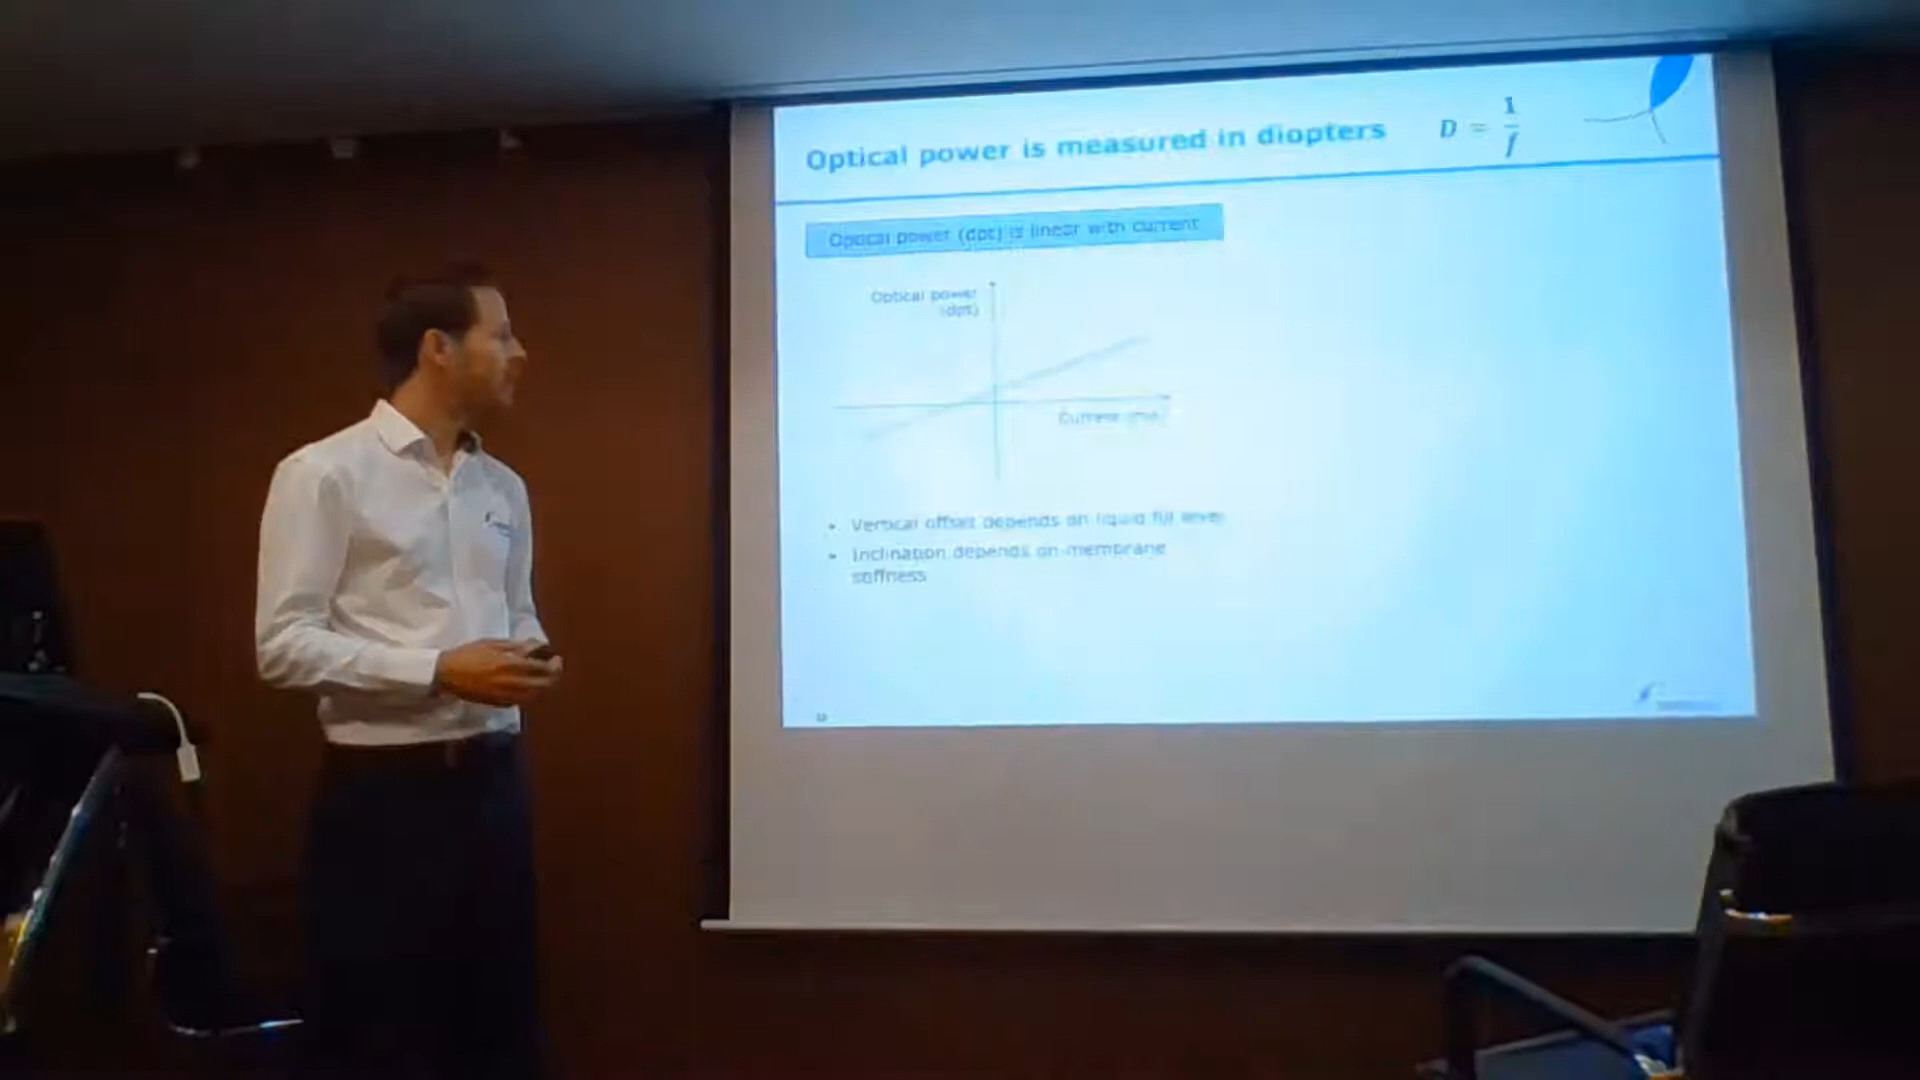 Optical power is measured in diopters
D = 1/f
Optical power (dpt) is linear with current
Optical power
(dpt)
Current (mA)
• Vertical offset depends on liquid fill level
• Inclination depends on membrane
stiffness